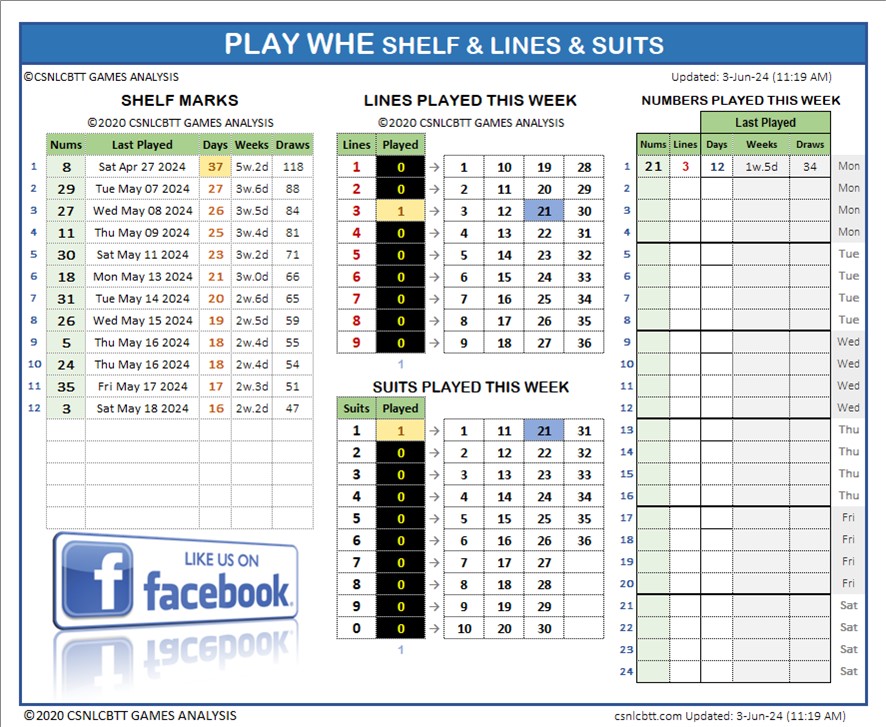 PLAY WHE SHELF & LINES & SUITS
©CSNLCBTT GAMES ANALYSIS
Updated: 3-Jun-24 (11:19 AM)
SHELF MARKS
©2020 CSNLCBTT GAMES ANALYSIS
Nums Last Played Days Weeks Draws
1 8 Sat Apr 27 2024 37 5w.2d 118
2 29 Tue May 07 2024 27 3w.6d 88
3 27 Wed May 08 2024 26 3w.5d 84
4 11 Thu May 09 2024 25 3w.4d 81
5 30 Sat May 11 2024 23 3w.2d 71
6 18 Mon May 13 2024 21 3w.0d 66
7 31 Tue May 14 2024 20 2w.6d 65
8 26 Wed May 15 2024 19 2w.5d 59
9 5 Thu May 16 2024 18 2w.4d 55
10 24 Thu May 16 2024 18 2w.4d 54
11 35 Fri May 17 2024 17 2w.3d 51
12 3 Sat May 18 2024 16 2w.2d 47
LIKE US ON
facebook.
LINES PLAYED THIS WEEK
©2020 CSNLCBTT GAMES ANALYSIS
Lines Played
1 0 → 1 10 19 28
2 0 → 2 11 20 29
3 1 → 3 12 21 30
4 0 → 4 13 22 31
5 0 → 5 14 23 32
6 0 → 6 15 24 33
7 0 → 7 16 25 34
8 0 → 8 17 26 35
9 0 → 9 18 27 36
1
SUITS PLAYED THIS WEEK
Suits Played
1 1 → 1 11 21 31
2 0 → 2 12 22 32
3 0 → 3 13 23 33
4 0 → 4 14 24 34
5 0 → 5 15 25 35
6 0 → 6 16 26 36
7 0 → 7 17 27
8 0 → 8 18 28
9 0 → 9 19 29
0 0 → 10 20 30
1
NUMBERS PLAYED THIS WEEK
Last Played
Nums Lines Days Weeks Draws
1 21 3 12 1w.5d 34 Mon
2 Mon
3 Mon
4 Mon
5 Tue
6 Tue
7 Tue
8 Tue
9 Wed
10 Wed
11 Wed
12 Wed
13 Thu
14 Thu
15 Thu
16 Thu
17 Fri
18 Fri
19 Fri
20 Fri
21 Sat
22 Sat
23 Sat
24 Sat
©2020 CSNLCBTT GAMES ANALYSIS
csnlcbtt.com Updated: 3-Jun-24 (11:19 AM)